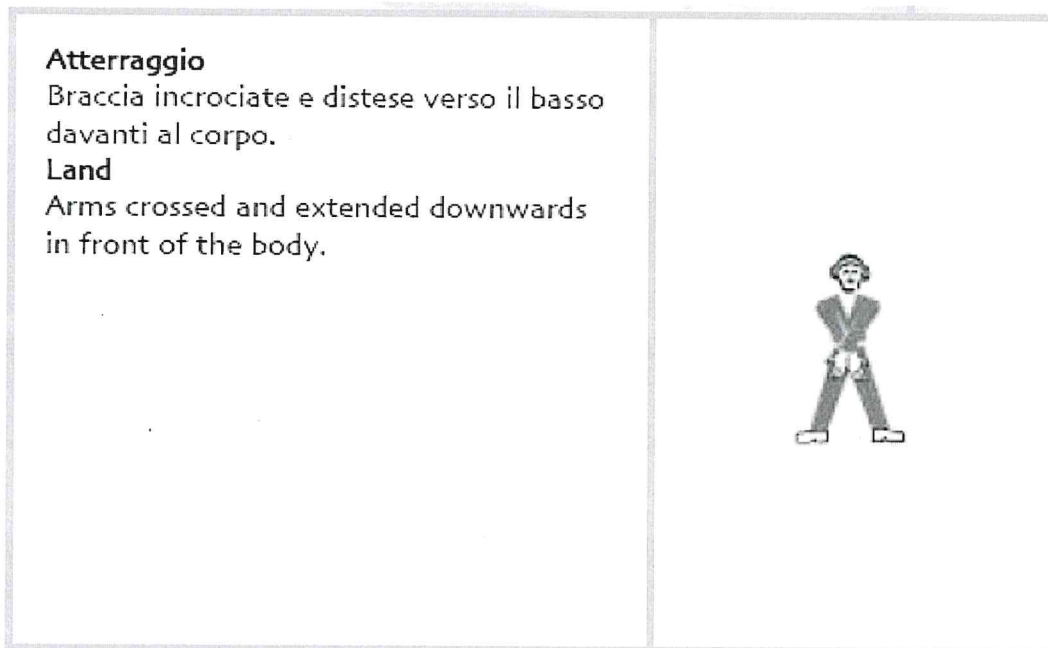 Atterraggio
Braccia incrociate e distese verso il basso
davanti al corpo.
Land
Arms crossed and extended downwards
in front of the body.